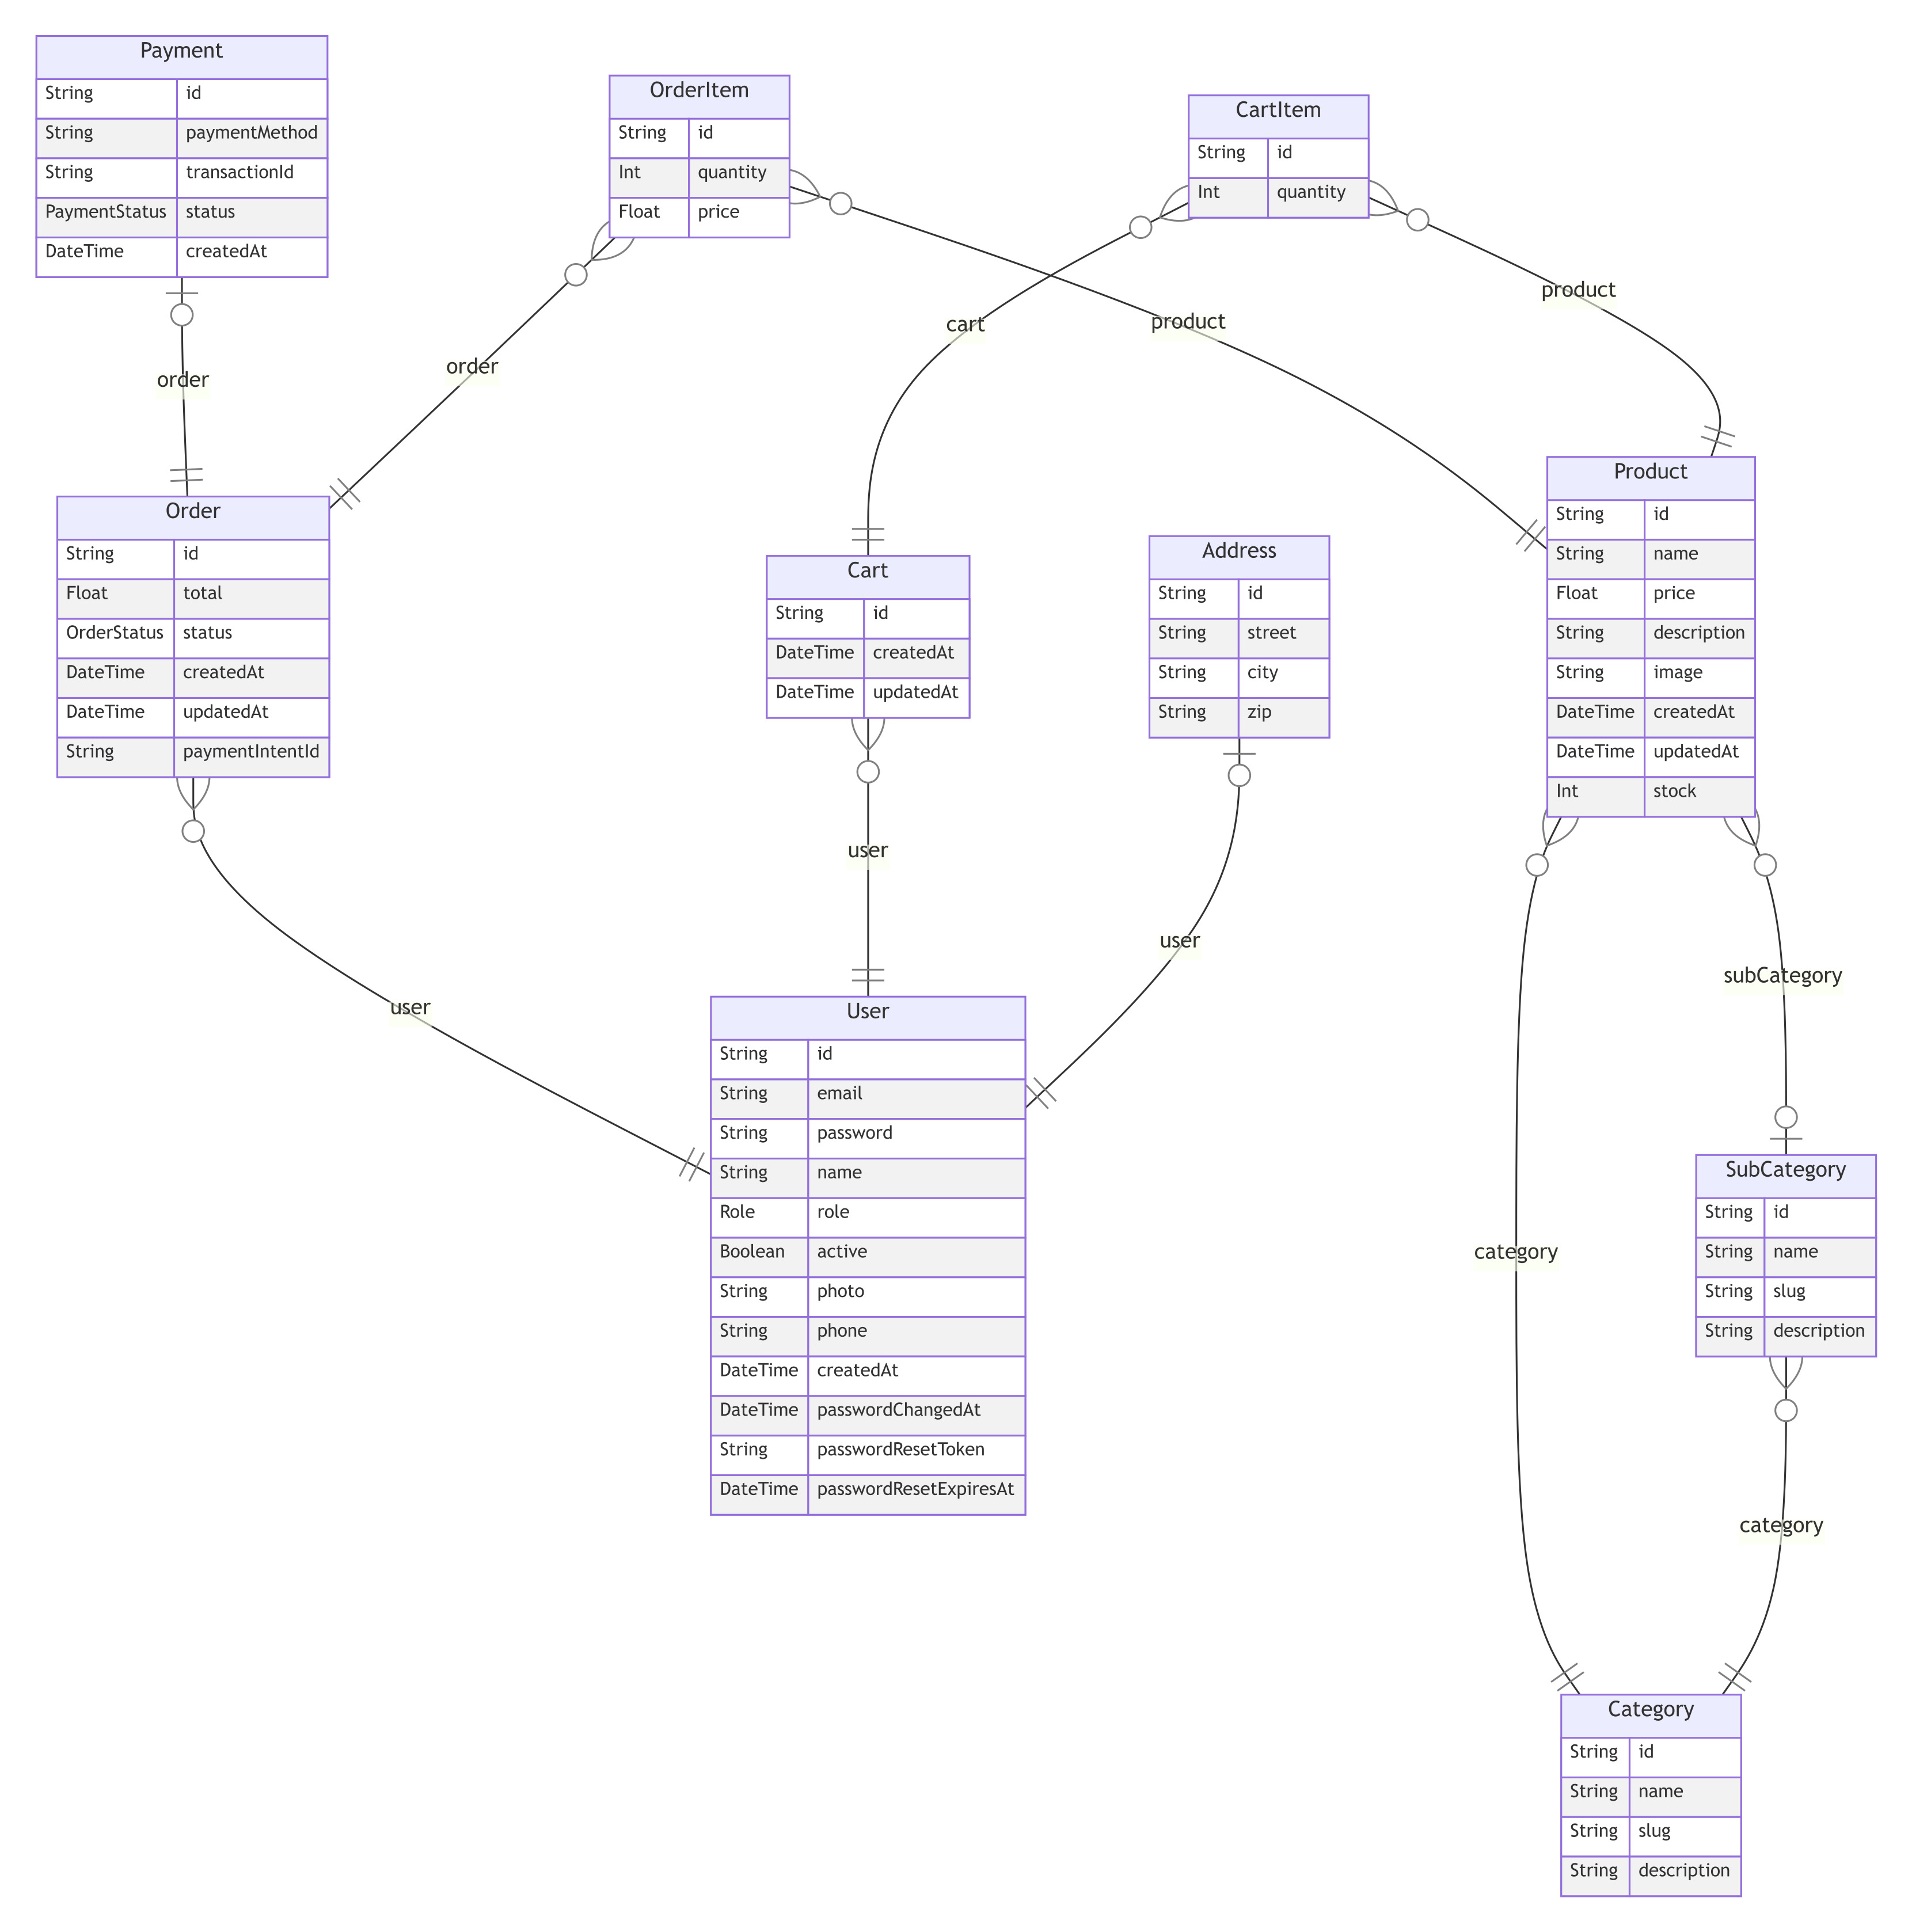 Payment
String id
String paymentMethod
String transactionId
PaymentStatus status
DateTime createdAt
OrderItem
String id
Int quantity
Float price
CartItem
String id
Int quantity
order
order
cart
product
product
Order
String id
Float total
OrderStatus status
DateTime createdAt
DateTime updatedAt
String paymentIntentId
Cart
String id
DateTime createdAt
DateTime updatedAt
Address
String id
String street
String city
String zip
Product
String id
String name
Float price
String description
String image
DateTime createdAt
DateTime updatedAt
Int stock
user
user
user
subCategory
User
String id
String email
String password
String name
Role role
Boolean active
String photo
String phone
DateTime createdAt
DateTime passwordChangedAt
String passwordResetToken
DateTime passwordResetExpiresAt
category
SubCategory
String id
String name
String slug
String description
category
Category
String id
String name
String slug
String description